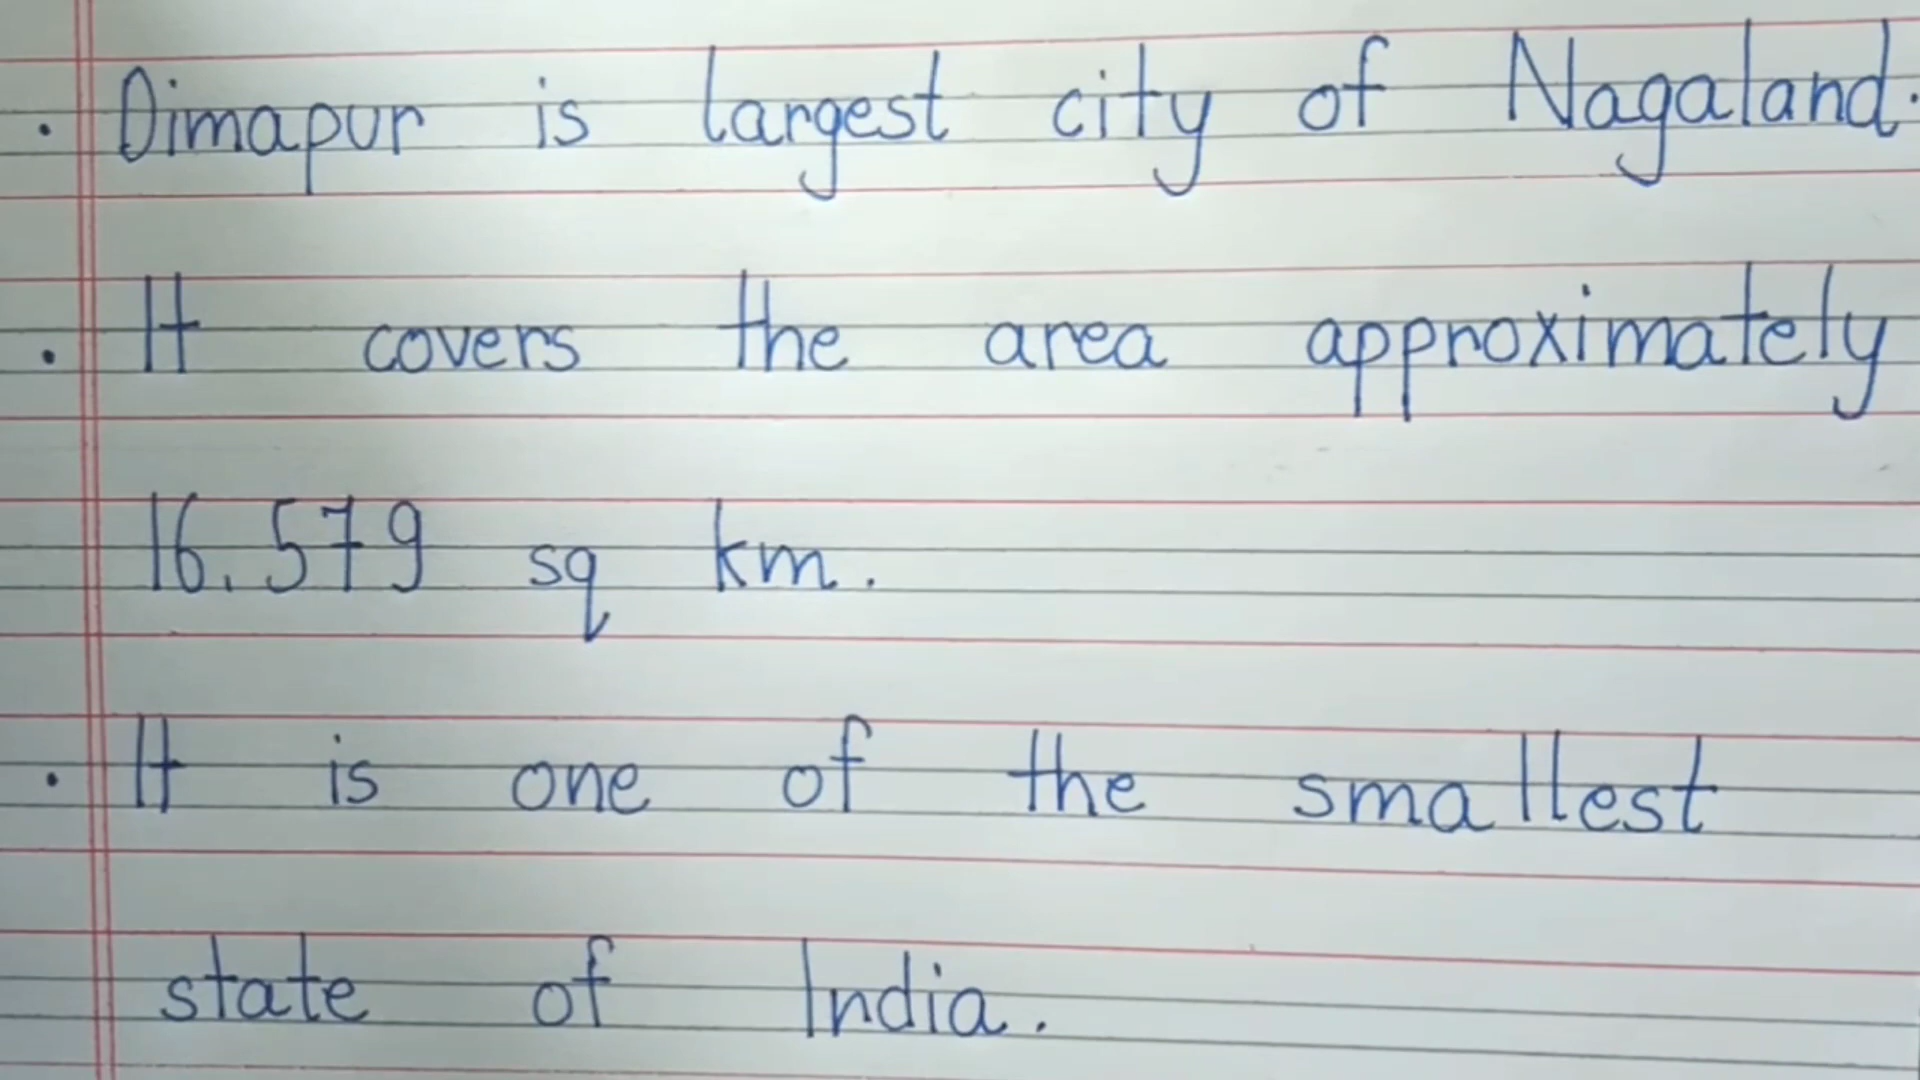 . Dimapur is largest city of Nagaland.
. It covers the area approximately
16.579 sq km.
. It is one of the smallest
state of India.